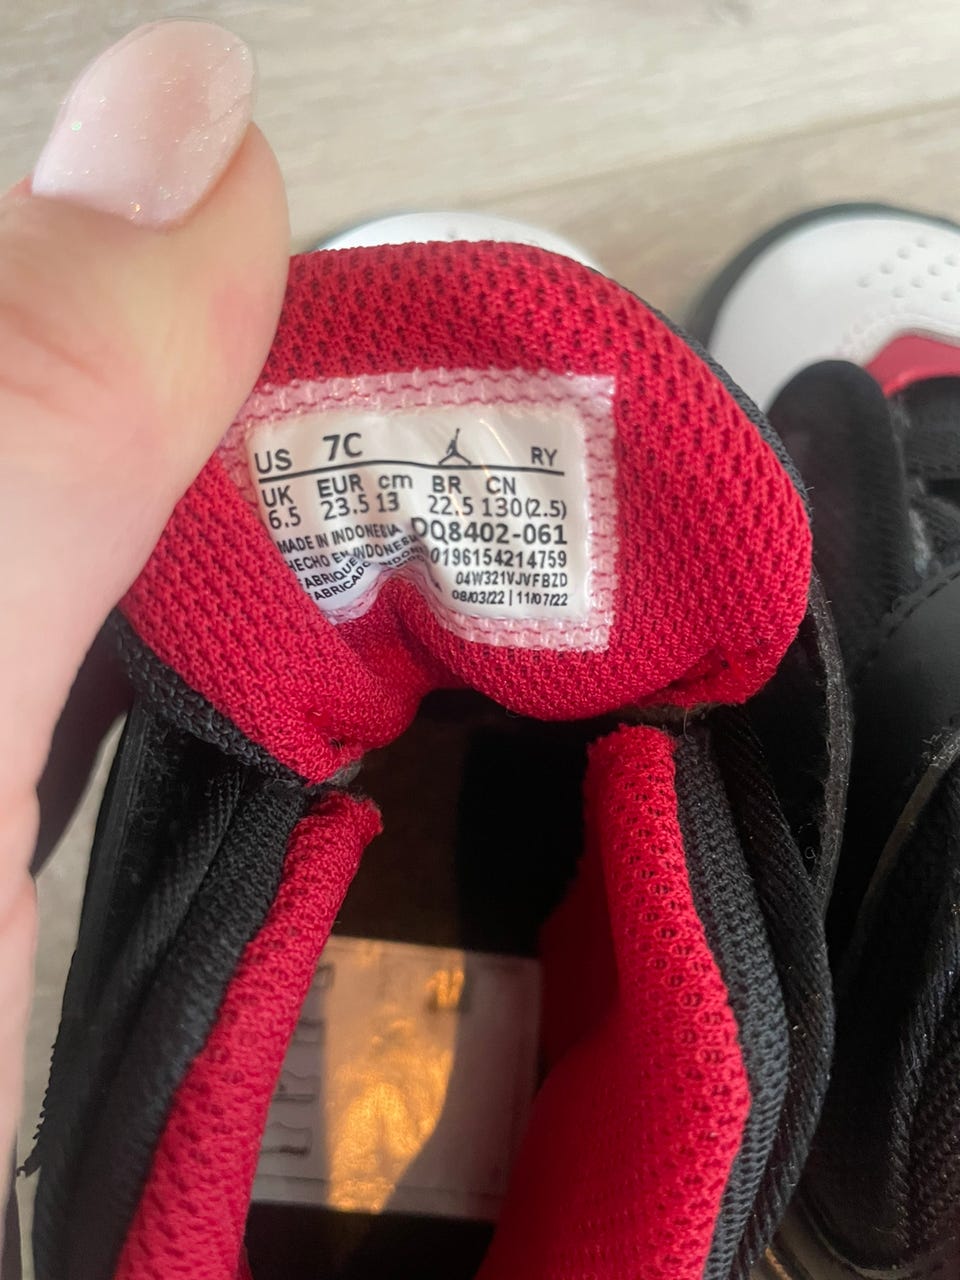 US 7C RY
UK EUR cm BR CN
6.5 23.5 13 22.5 130(2.5)
DQ8402-061
MADE IN INDONESIA
0196154214759
HECHO EN INDONESIA
04W321VJVFBZD
08/03/22 | 11/07/22